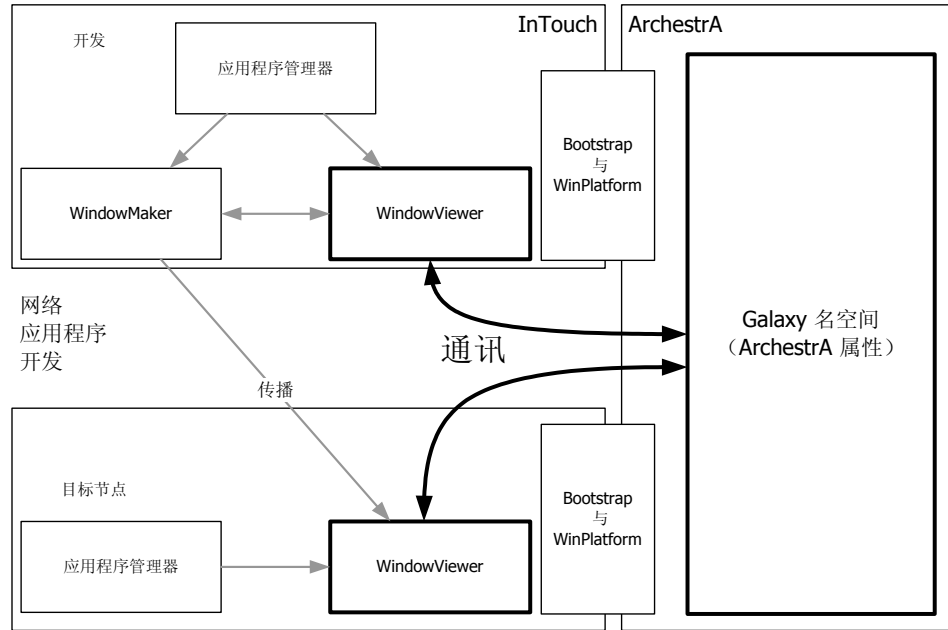 InTouch
ArchestrA
开发
应用程序管理器
Bootstrap
与
WinPlatform
WindowMaker
WindowViewer
网络
应用程序
开发
通讯
Galaxy 名空间
（ArchestrA 属性）
传播
目标节点
Bootstrap
与
WinPlatform
应用程序管理器
WindowViewer